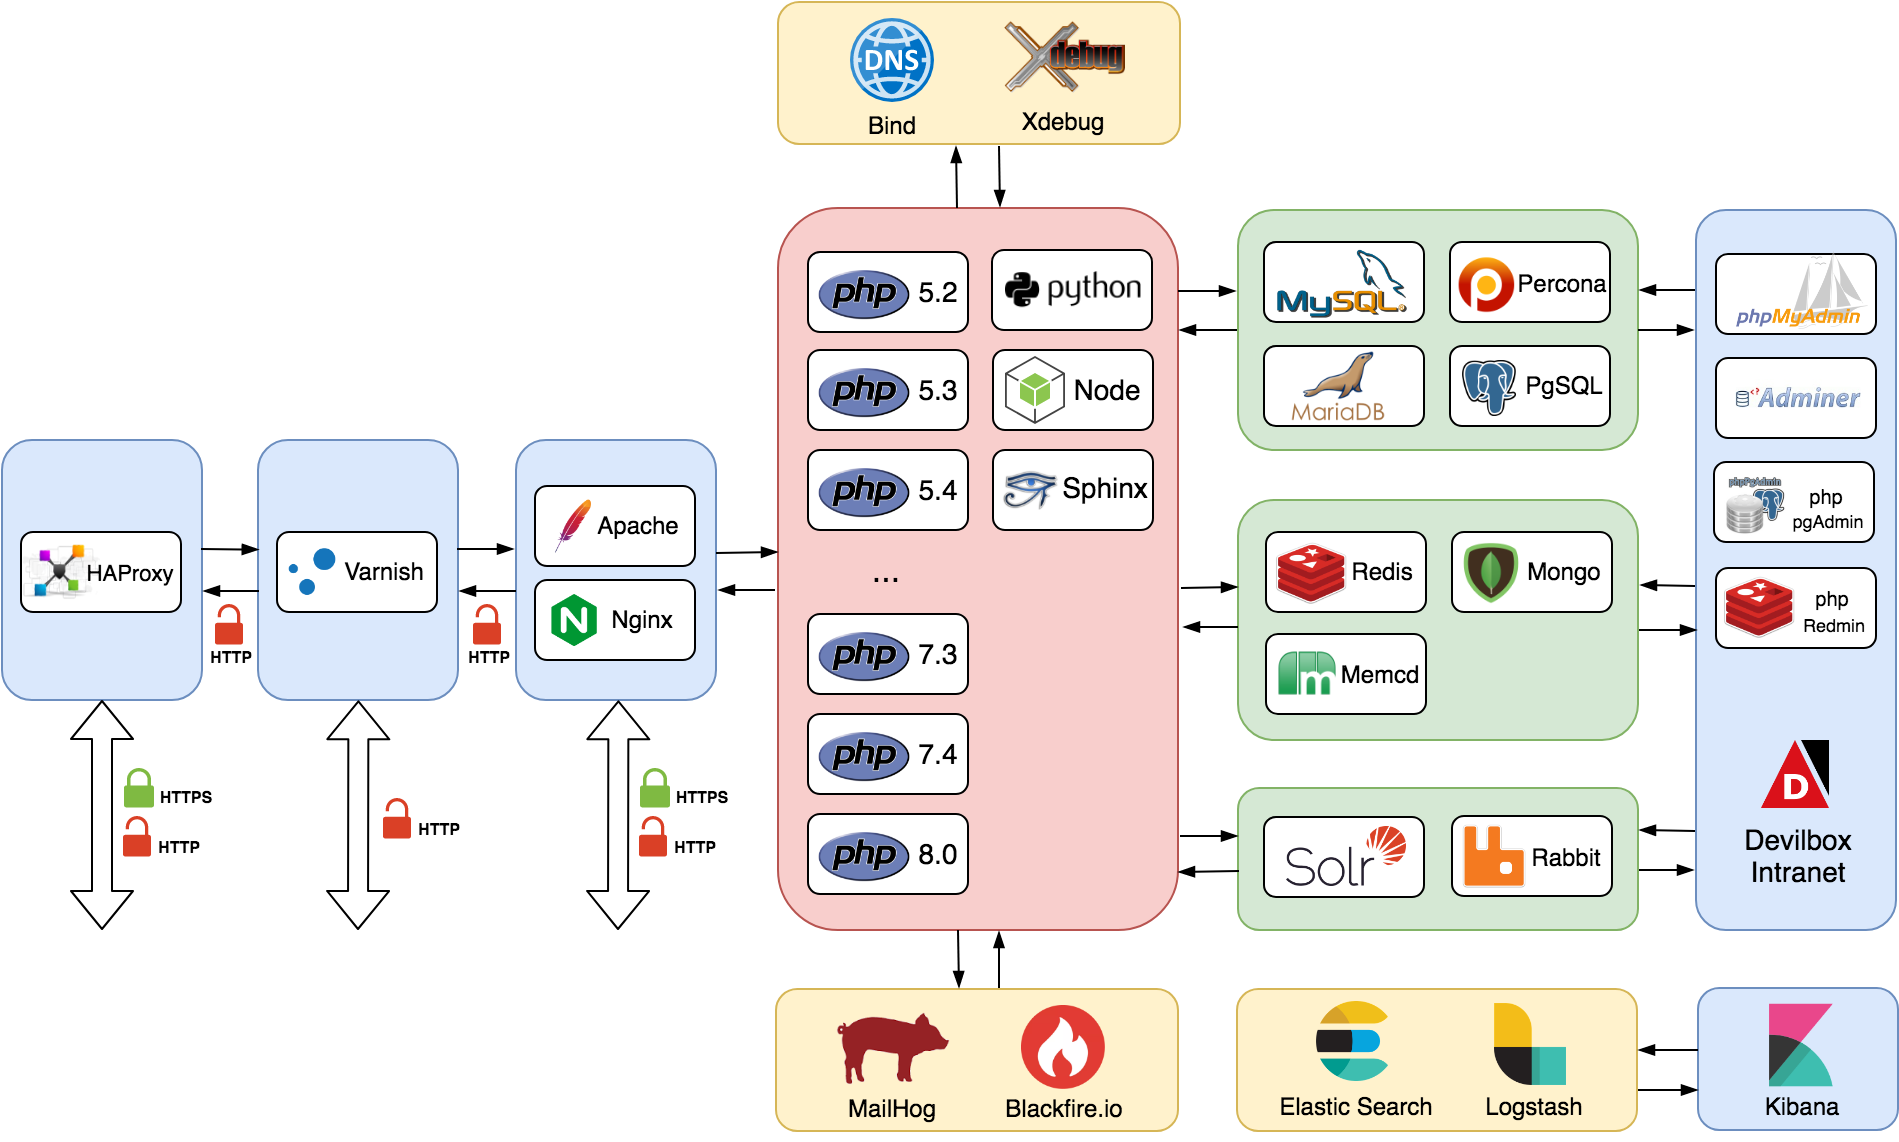 DNS
Bind
Xdebug
Xdebug
php 5.2
python
php 5.3
Node
php 5.4
Sphinx
...
php 7.3
php 7.4
php 8.0
HAProxy
HTTP
HTTPS
HTTP
Varnish
HTTP
HTTP
Apache
Nginx
HTTPS
HTTP
MySQL
Percona
MariaDB
PgSQL
Redis
Mongo
Memcd
Solr
Rabbit
phpMyAdmin
Adminer
phpPgAdmin
php
pgAdmin
php
Redmin
D
Devilbox
Intranet
MailHog
Blackfire.io
Elastic Search
Logstash
Kibana